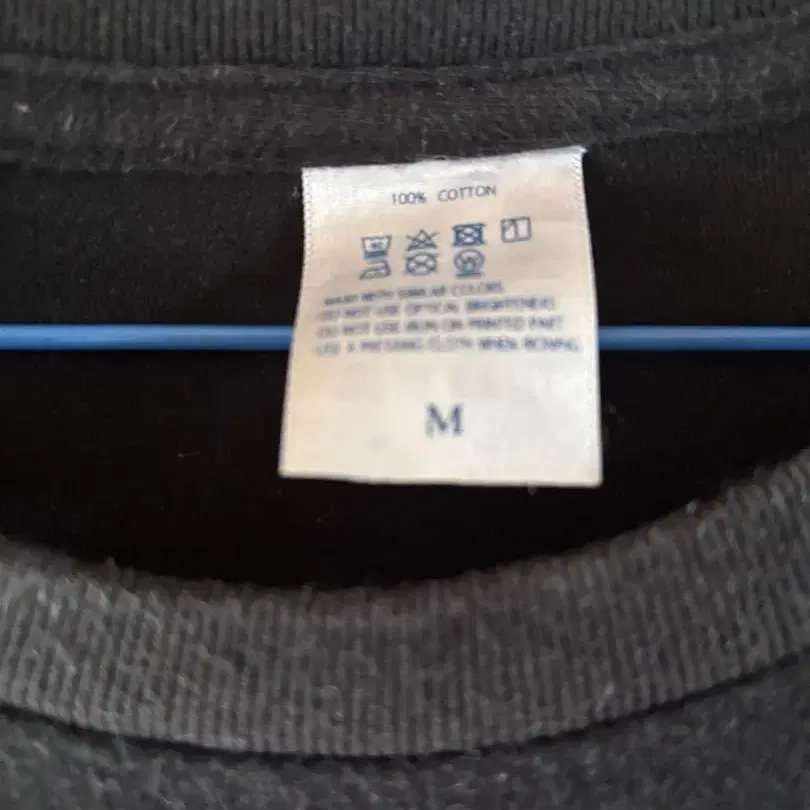 100% COTTON
WASH WITH SIMILAR COLORS
DO NOT USE OPTICAL BRIGHTENERS
DO NOT USE IRON ON PRINTED PART
USE A PRESSING CLOTH WHEN IRONING
M